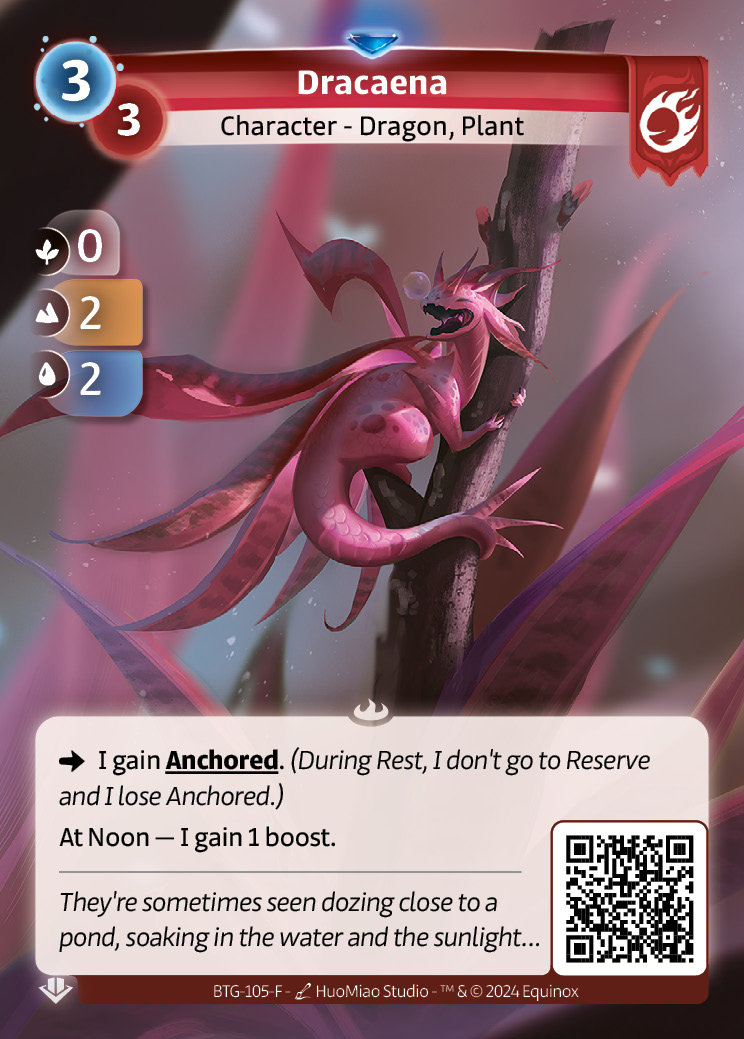 3
Dracaena
3
Character - Dragon, Plant
0
2
2
I gain Anchored. (During Rest, I don't go to Reserve
and I lose Anchored.)
At Noon — I gain 1 boost.
They're sometimes seen dozing close to a
pond, soaking in the water and the sunlight...
BTG-105-F - HuoMiao Studio - ™ & © 2024 Equinox